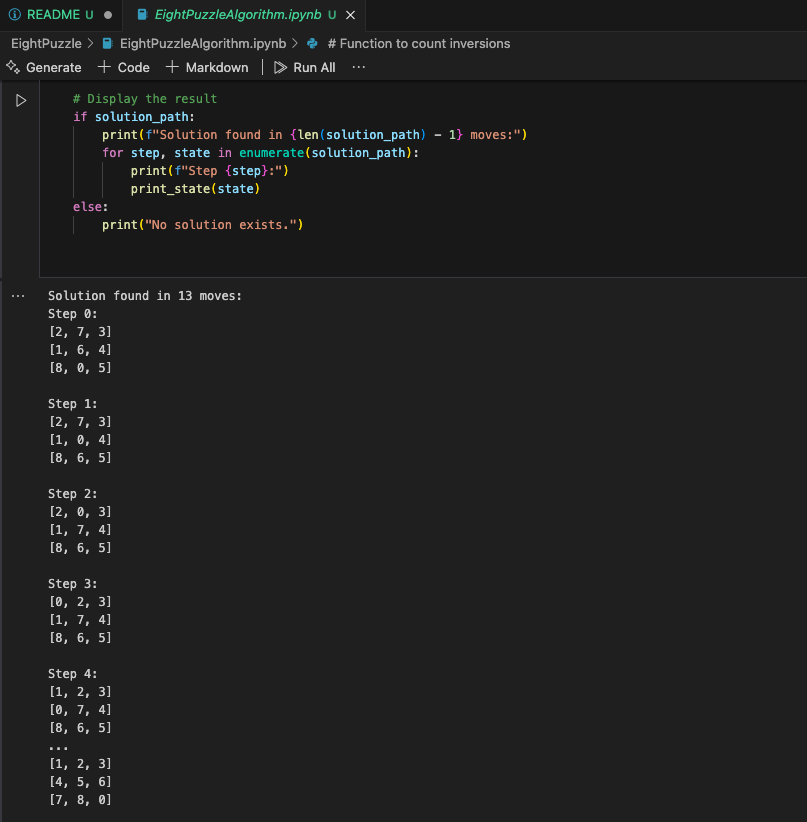 README U
EightPuzzleAlgorithm.ipynb U
EightPuzzle > EightPuzzleAlgorithm.ipynb > # Function to count inversions
Generate + Code + Markdown | Run All ...
# Display the result
if solution_path:
print(f"Solution found in {len(solution_path) - 1} moves:")
for step, state in enumerate(solution_path):
print(f"Step {step}:")
print_state(state)
else:
print("No solution exists.")
... Solution found in 13 moves:
Step 0:
[2, 7, 3]
[1, 6, 4]
[8, 0, 5]
Step 1:
[2, 7, 3]
[1, 0, 4]
[8, 6, 5]
Step 2:
[2, 0, 3]
[1, 7, 4]
[8, 6, 5]
Step 3:
[0, 2, 3]
[1, 7, 4]
[8, 6, 5]
Step 4:
[1, 2, 3]
[0, 7, 4]
[8, 6, 5]
...
[1, 2, 3]
[4, 5, 6]
[7, 8, 0]